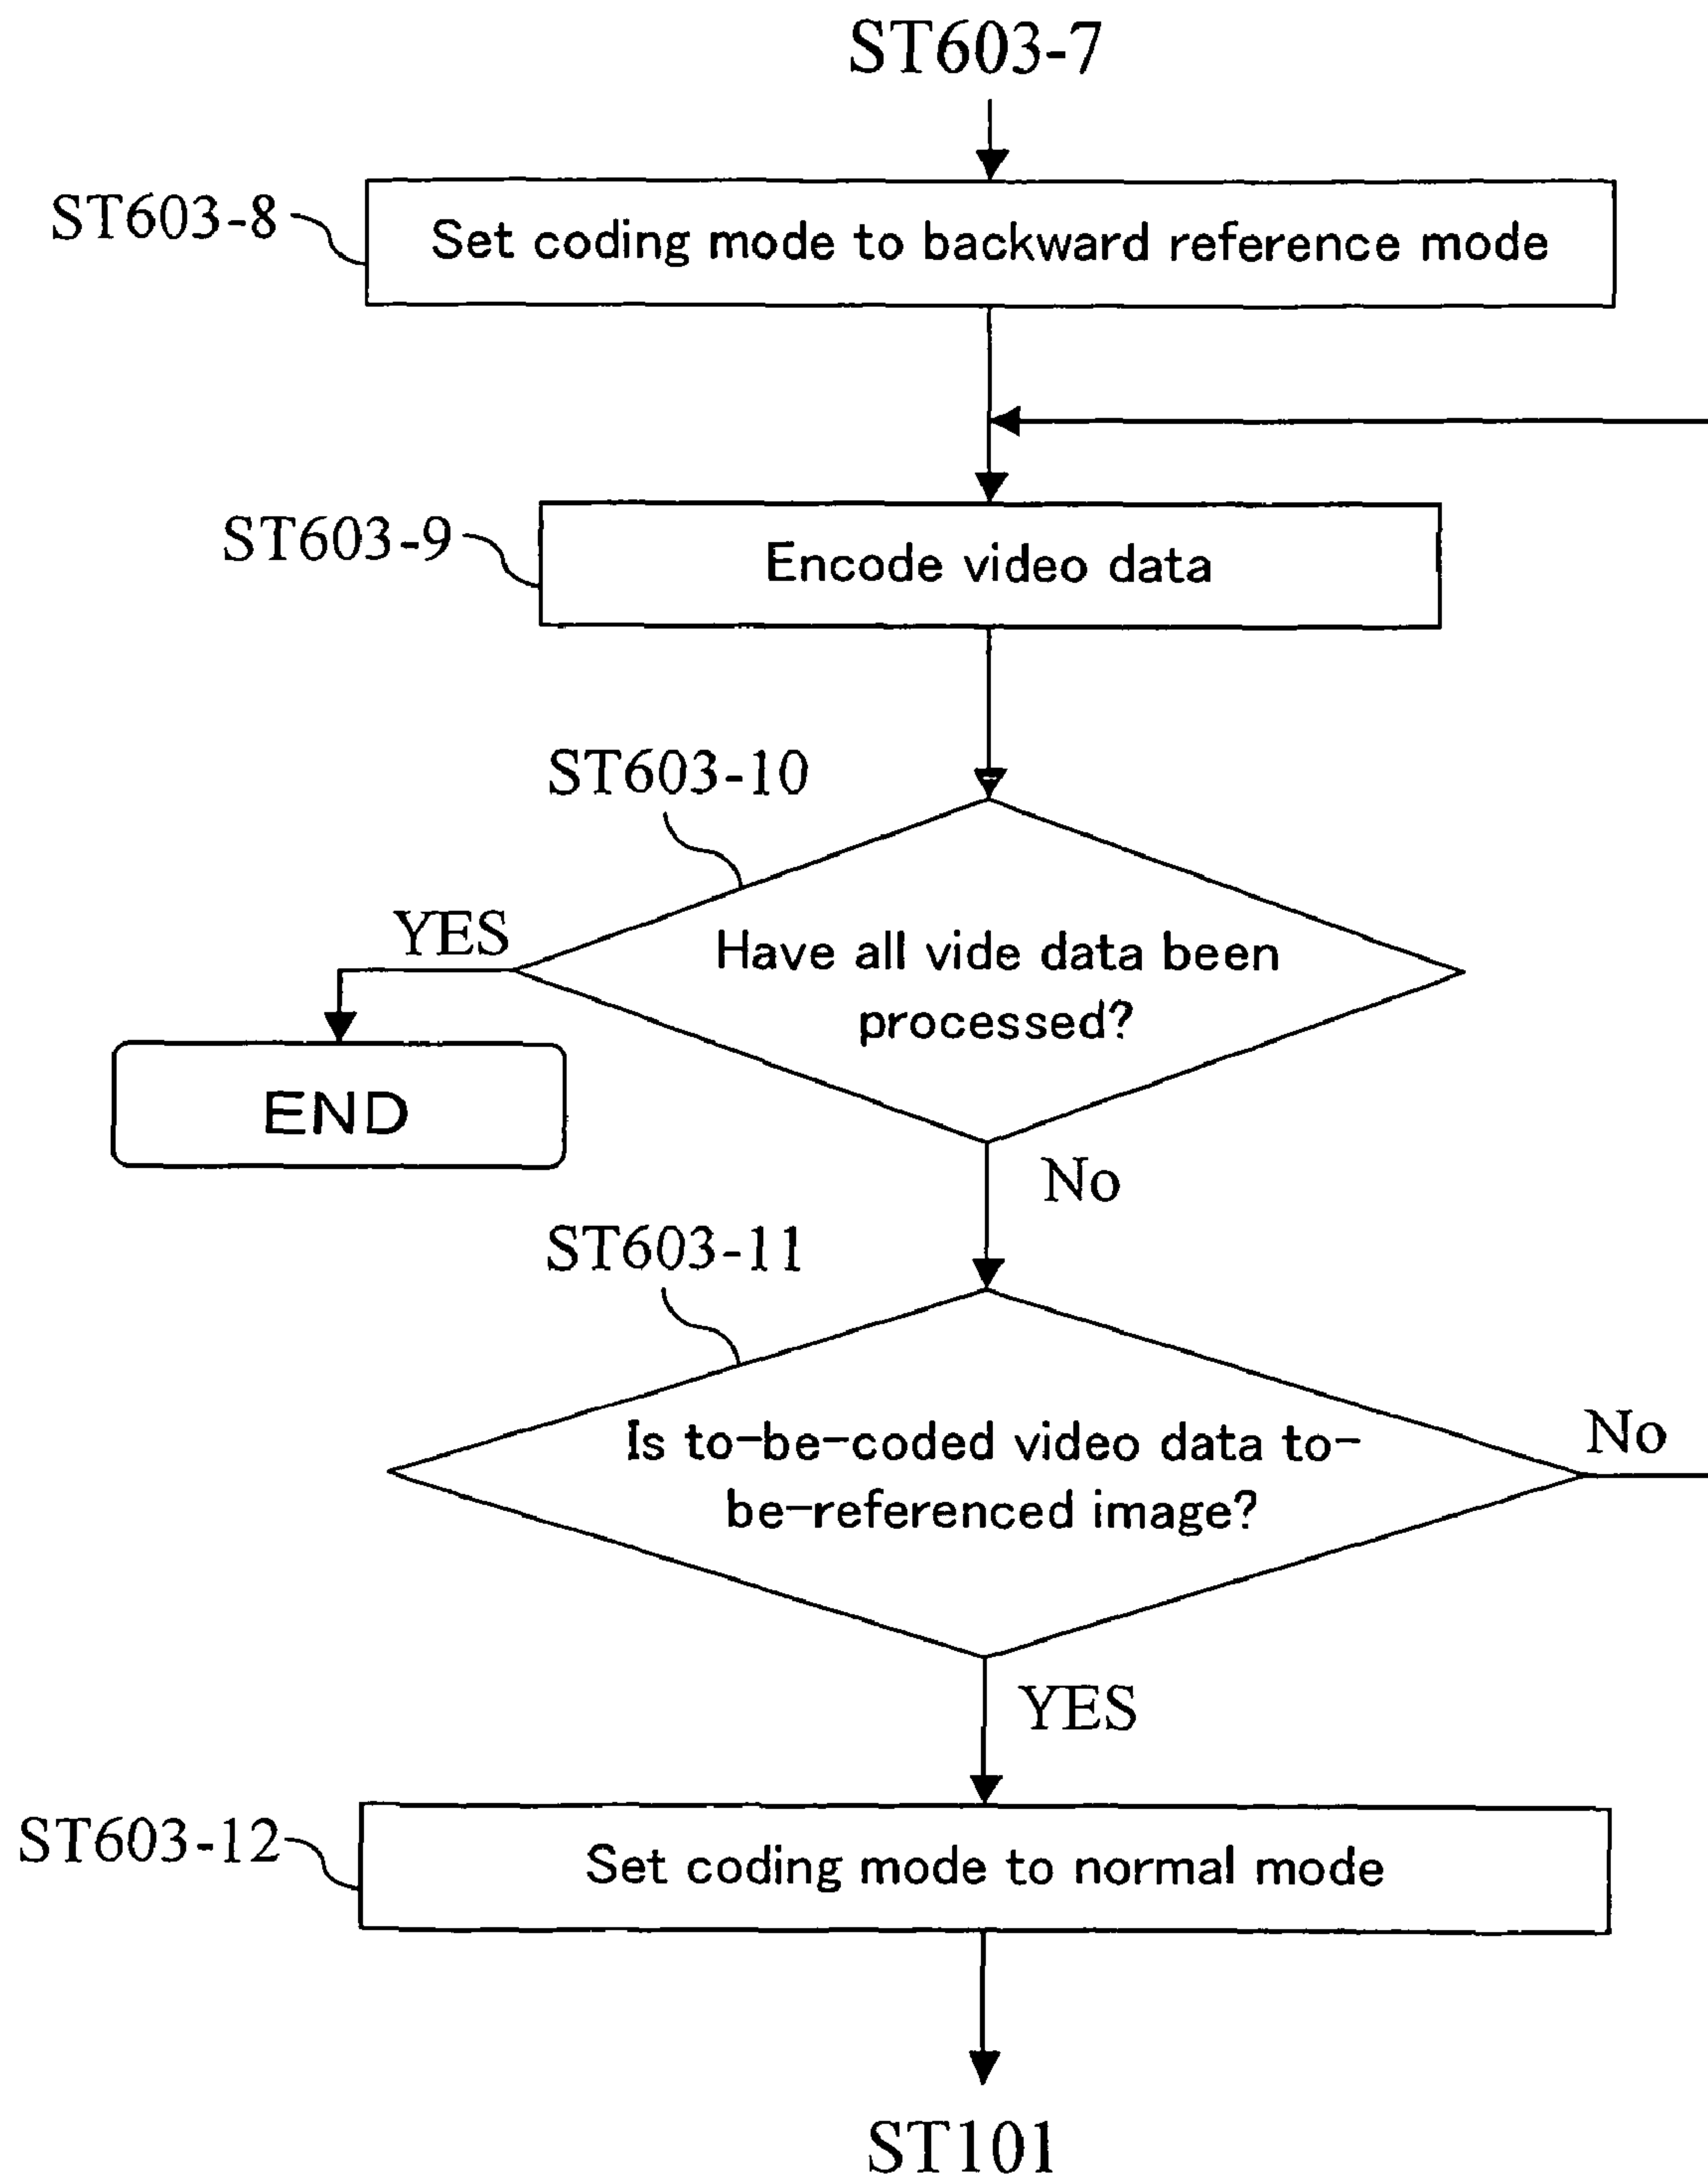 ST603-7
ST603-8
Set coding mode to backward reference mode
ST603-9
Encode video data
ST603-10
YES
Have all vide data been
processed?
END
No
ST603-11
Is to-be-coded video data to-
be-referenced image?
No
YES
ST603-12
Set coding mode to normal mode
ST101